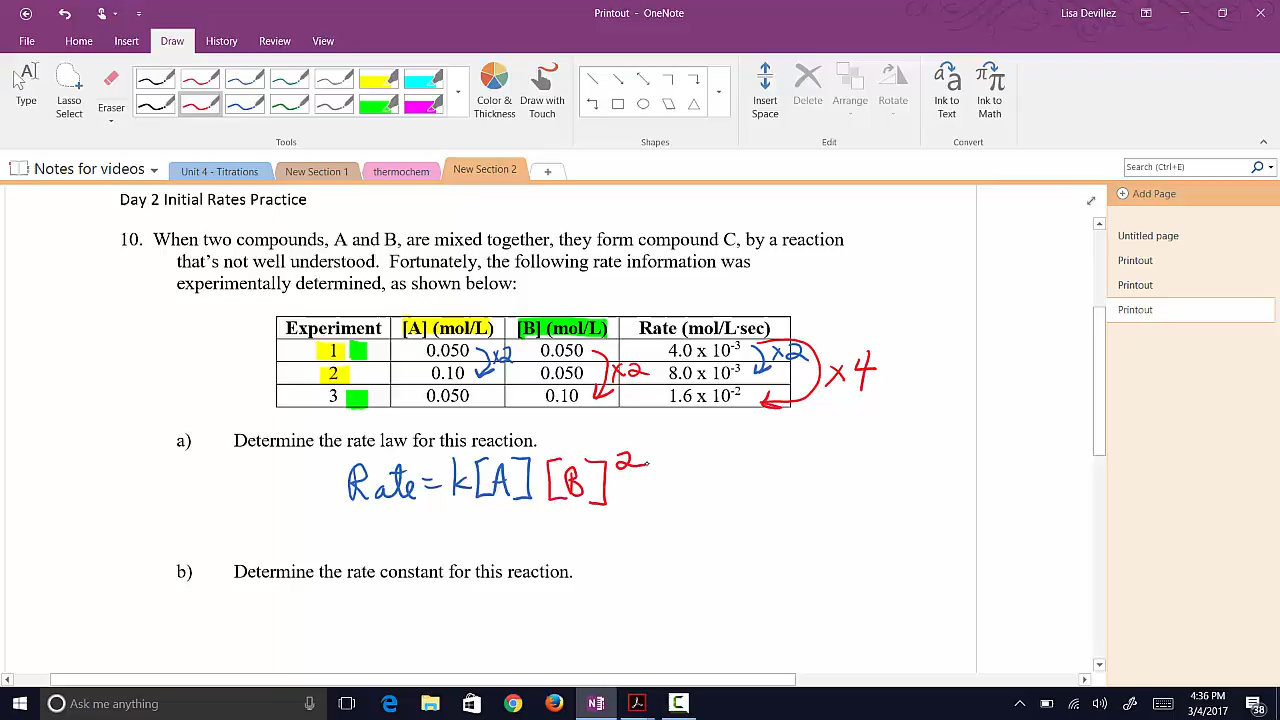 Printout - OneNote
Lisa Devillez
File Home Insert Draw History Review View
Type
Lasso Select
Eraser
Color & Thickness
Draw with Touch
Insert Space
Delete
Arrange
Rotate
Ink to Text
Ink to Math
Tools Shapes Edit Convert
Notes for videos Unit 4 - Titrations New Section 1 thermochem New Section 2 +
Search (Ctrl+E)
Add Page
Untitled page
Printout
Printout
Printout
Day 2 Initial Rates Practice
10. When two compounds, A and B, are mixed together, they form compound C, by a reaction
that's not well understood. Fortunately, the following rate information was
experimentally determined, as shown below:
Experiment [A] (mol/L) [B] (mol/L) Rate (mol/L·sec)
1 0.050 0.050 4.0 x 10⁻³
x2 x2
2 0.10 0.050 8.0 x 10⁻³
x2 x4
3 0.050 0.10 1.6 x 10⁻²
a) Determine the rate law for this reaction.
Rate = k[A] [B]²
b) Determine the rate constant for this reaction.
Ask me anything
4:36 PM
3/4/2017
38